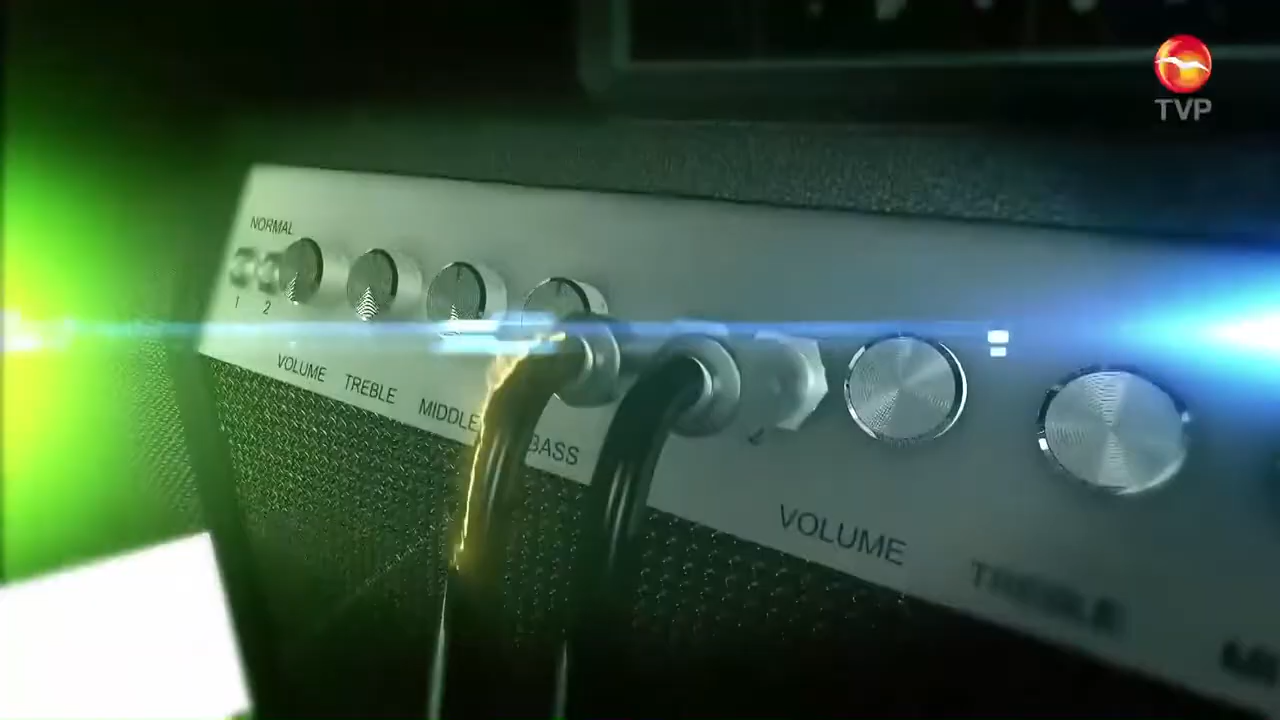 TVP
NORMAL
1 2
VOLUME TREBLE MIDDLE BASS
VOLUME TREBLE